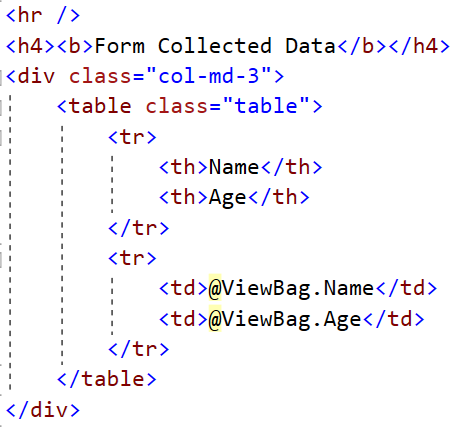 <hr />
<h4><b>Form Collected Data</b></h4>
<div class="col-md-3">
    <table class="table">
        <tr>
            <th>Name</th>
            <th>Age</th>
        </tr>
        <tr>
            <td>@ViewBag.Name</td>
            <td>@ViewBag.Age</td>
        </tr>
    </table>
</div>